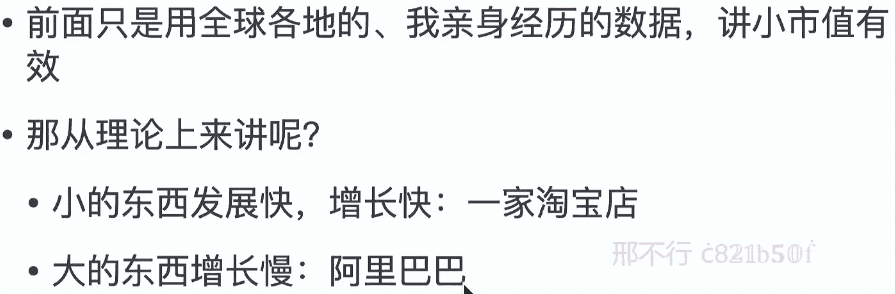 • 前面只是用全球各地的、我亲身经历的数据，讲小市值有
效
• 那从理论上来讲呢？
• 小的东西发展快，增长快：一家淘宝店
• 大的东西增长慢：阿里巴巴
邢不行